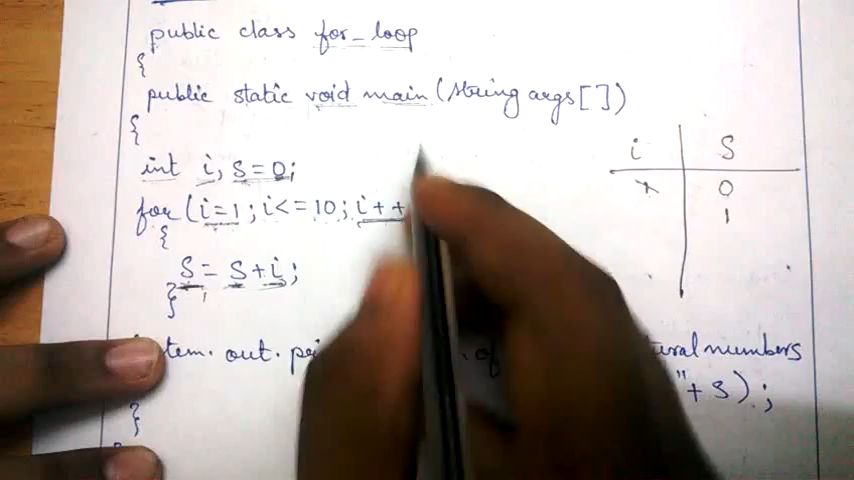 public class for_loop
{
public static void main (String args [ ])
{
int i, S = 0;
for (i = 1 ; i <= 10 ; i + +
{
S = S + i ;
}
tem. out. of tural numbers
" + S ) ;
}
i S
0
1